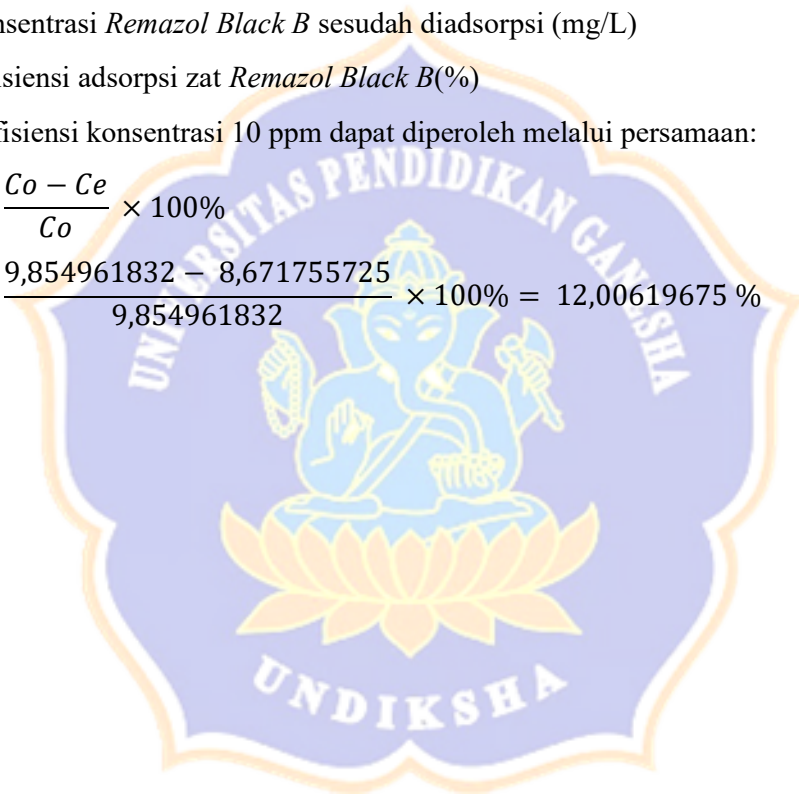 nsentrasi Remazol Black B sesudah diadsorpsi (mg/L)
siensi adsorpsi zat Remazol Black B(%)
fisiensi konsentrasi 10 ppm dapat diperoleh melalui persamaan:
Co − Ce
Co
× 100%
9,854961832 − 8,671755725
9,854961832
× 100% = 12,00619675 %
UNIVERSITAS PENDIDIKAN GANESHA
UNDIKSHA